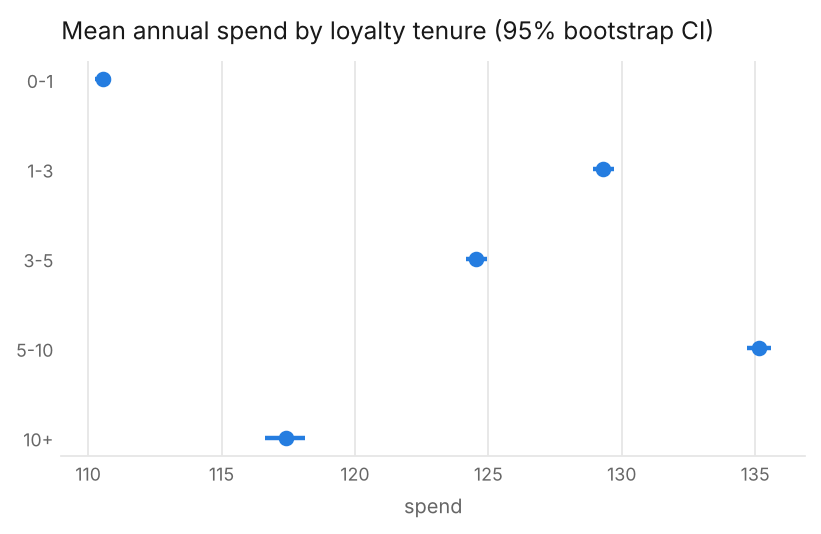 Mean annual spend by loyalty tenure (95% bootstrap CI)
0-1
1-3
3-5
5-10
10+
110 115 120 125 130 135
spend